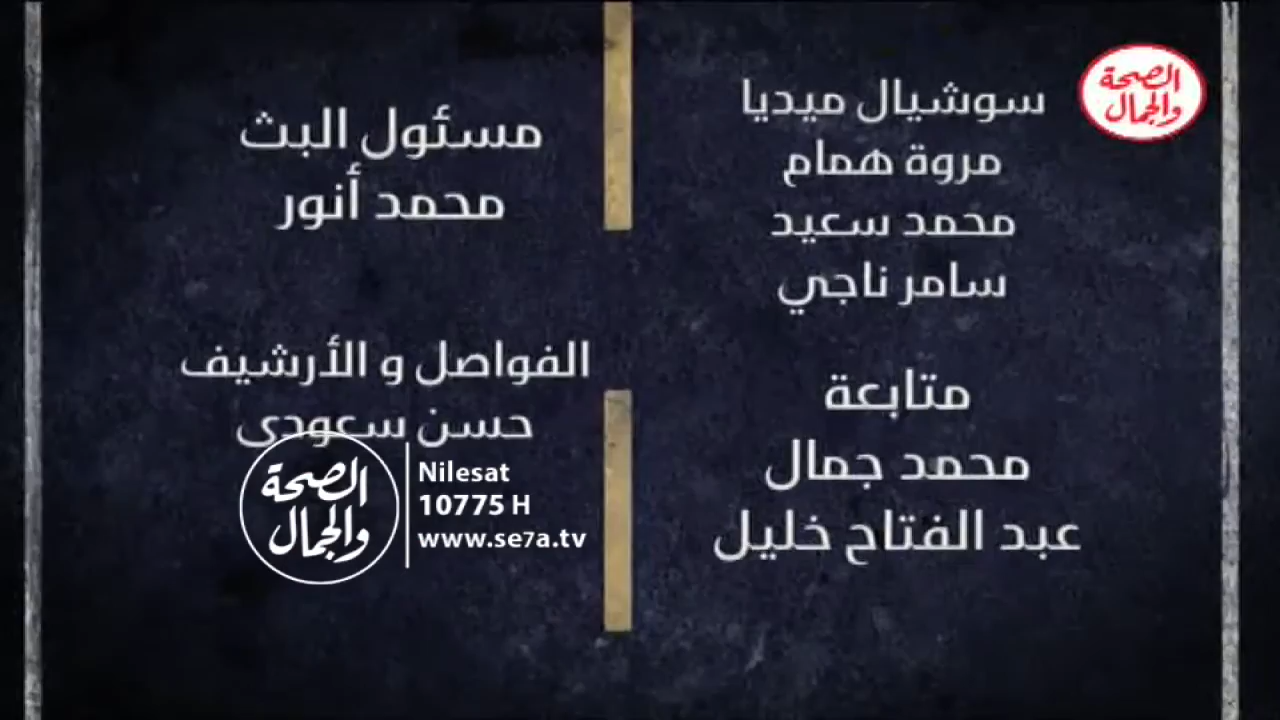 الصحة
والجمال
سوشيال ميديا
مروة همام
محمد سعيد
سامر ناجي
متابعة
محمد جمال
عبد الفتاح خليل
مسئول البث
محمد أنور
الفواصل و الأرشيف
حسن سعودى
الصحة
والجمال
Nilesat
10775 H
www.se7a.tv